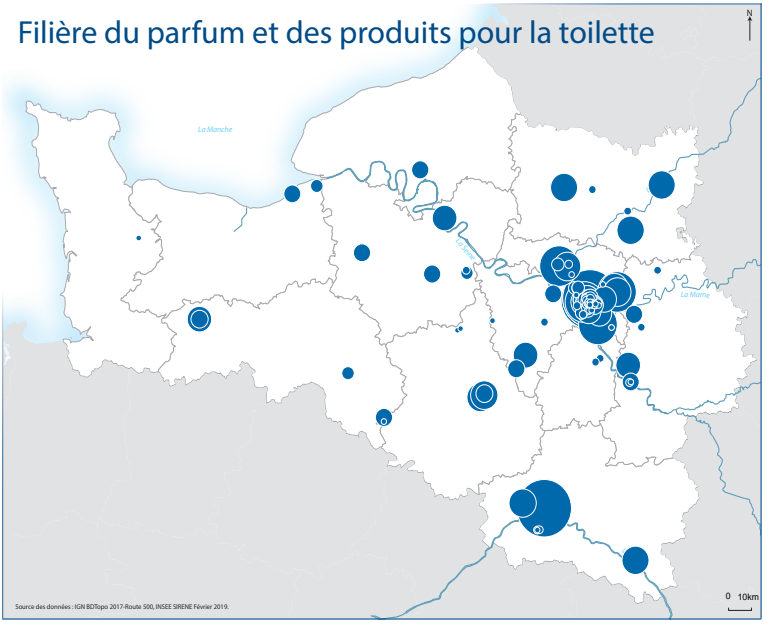 Filière du parfum et des produits pour la toilette
N
La Manche
La Seine
La Marne
0 10km
Source des données : IGN BDTopo 2017-Route 500, INSEE SIRENE Février 2019.